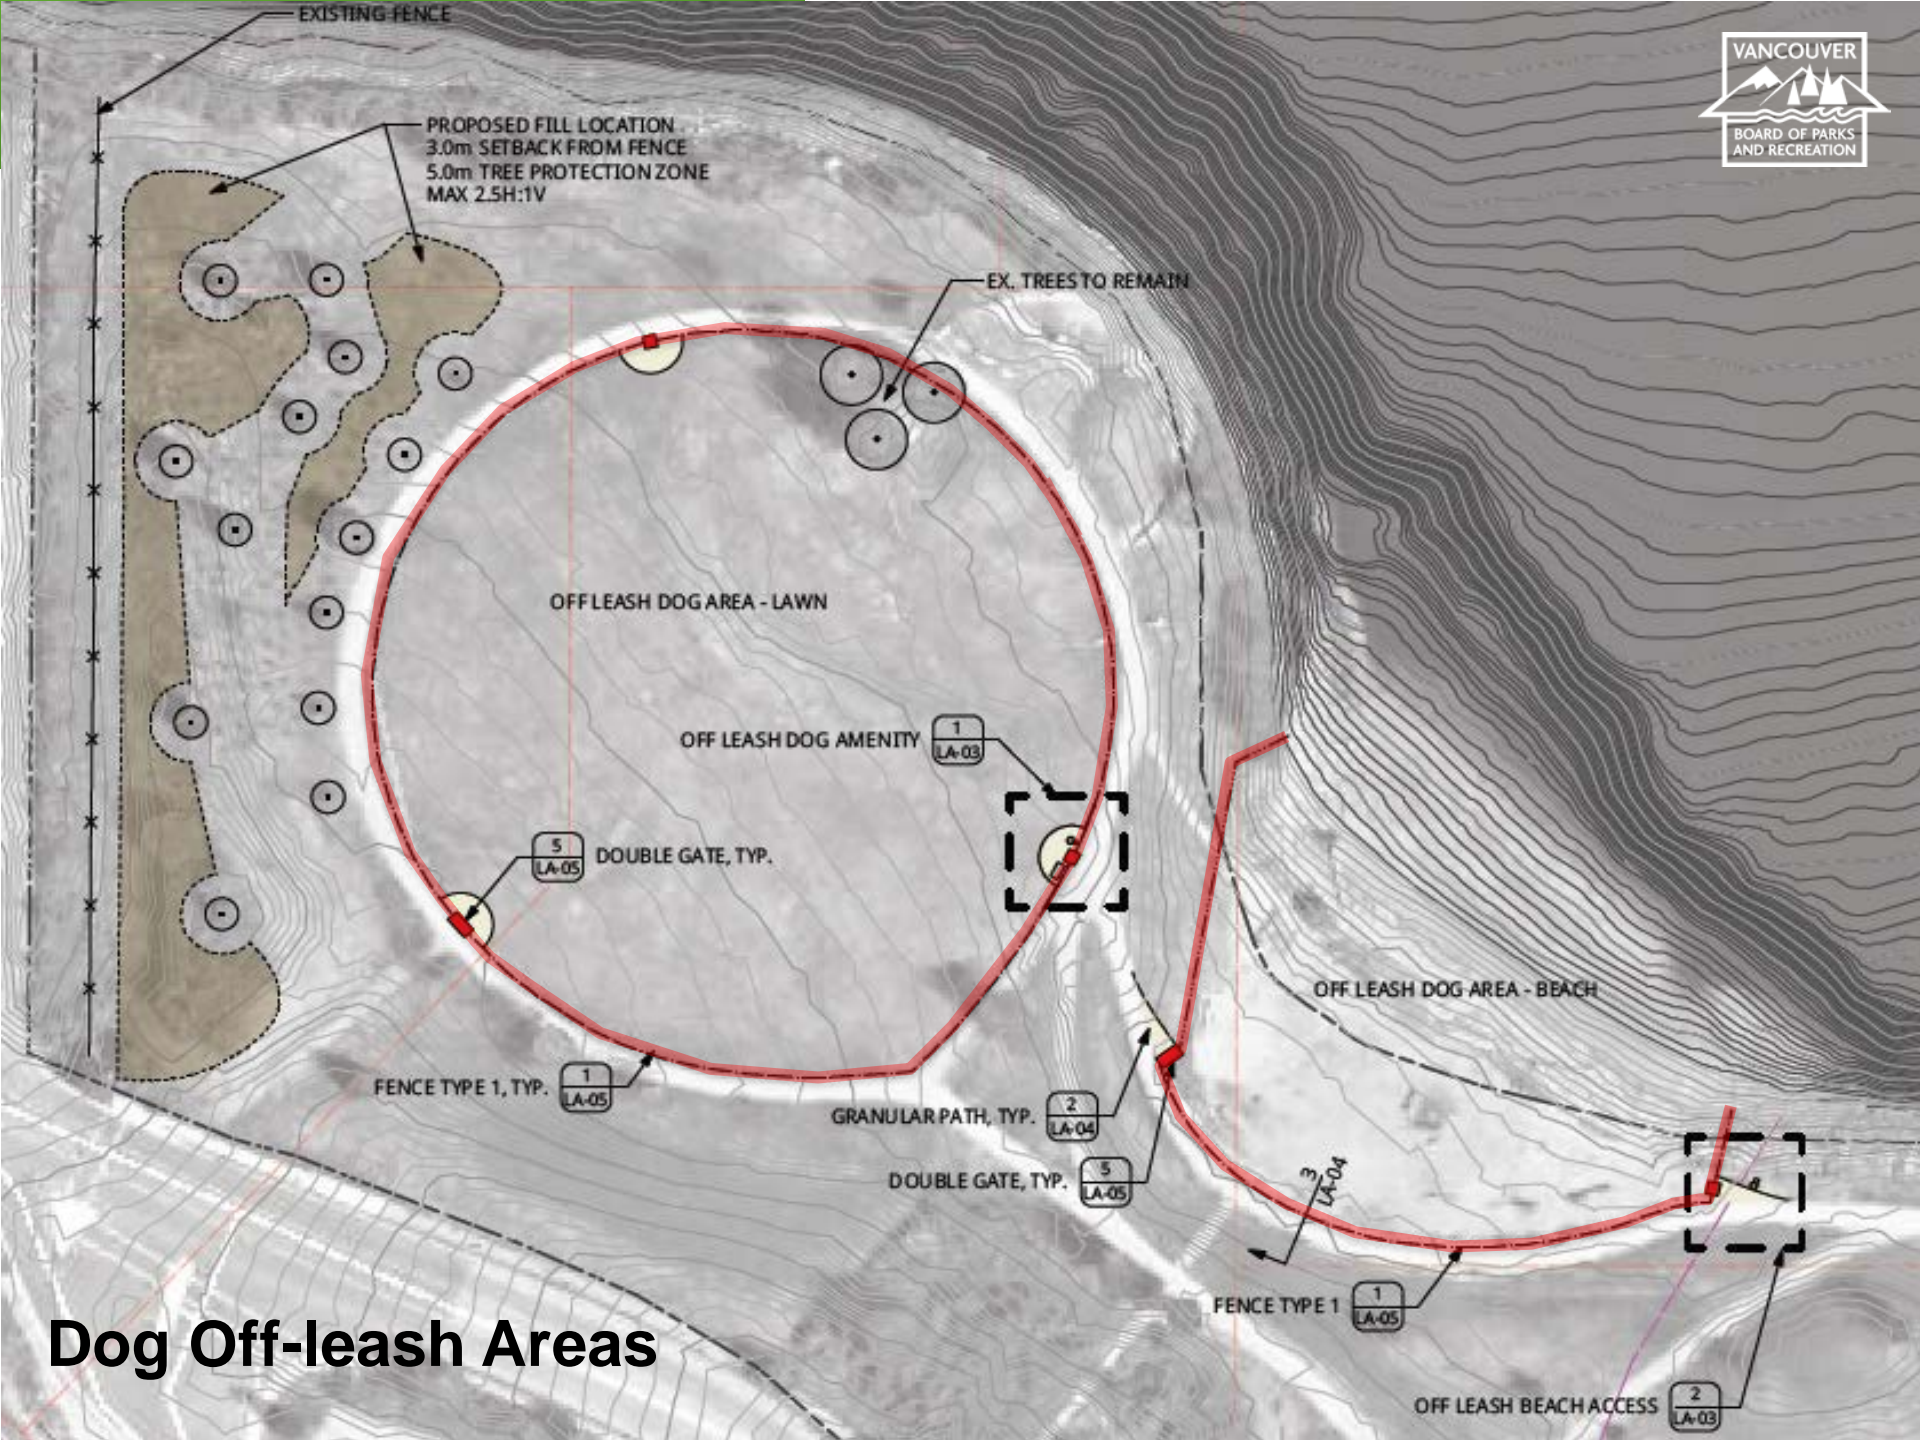 EXISTING FENCE
VANCOUVER
BOARD OF PARKS
AND RECREATION
PROPOSED FILL LOCATION
3.0m SETBACK FROM FENCE
5.0m TREE PROTECTION ZONE
MAX 2.5H:1V
EX. TREES TO REMAIN
OFF LEASH DOG AREA - LAWN
OFF LEASH DOG AMENITY
1
LA-03
5
LA-05
DOUBLE GATE, TYP.
OFF LEASH DOG AREA - BEACH
FENCE TYPE 1, TYP.
1
LA-05
GRANULAR PATH, TYP.
2
LA-04
DOUBLE GATE, TYP.
5
LA-05
3
LA-04
FENCE TYPE 1
1
LA-05
Dog Off-leash Areas
OFF LEASH BEACH ACCESS
2
LA-03